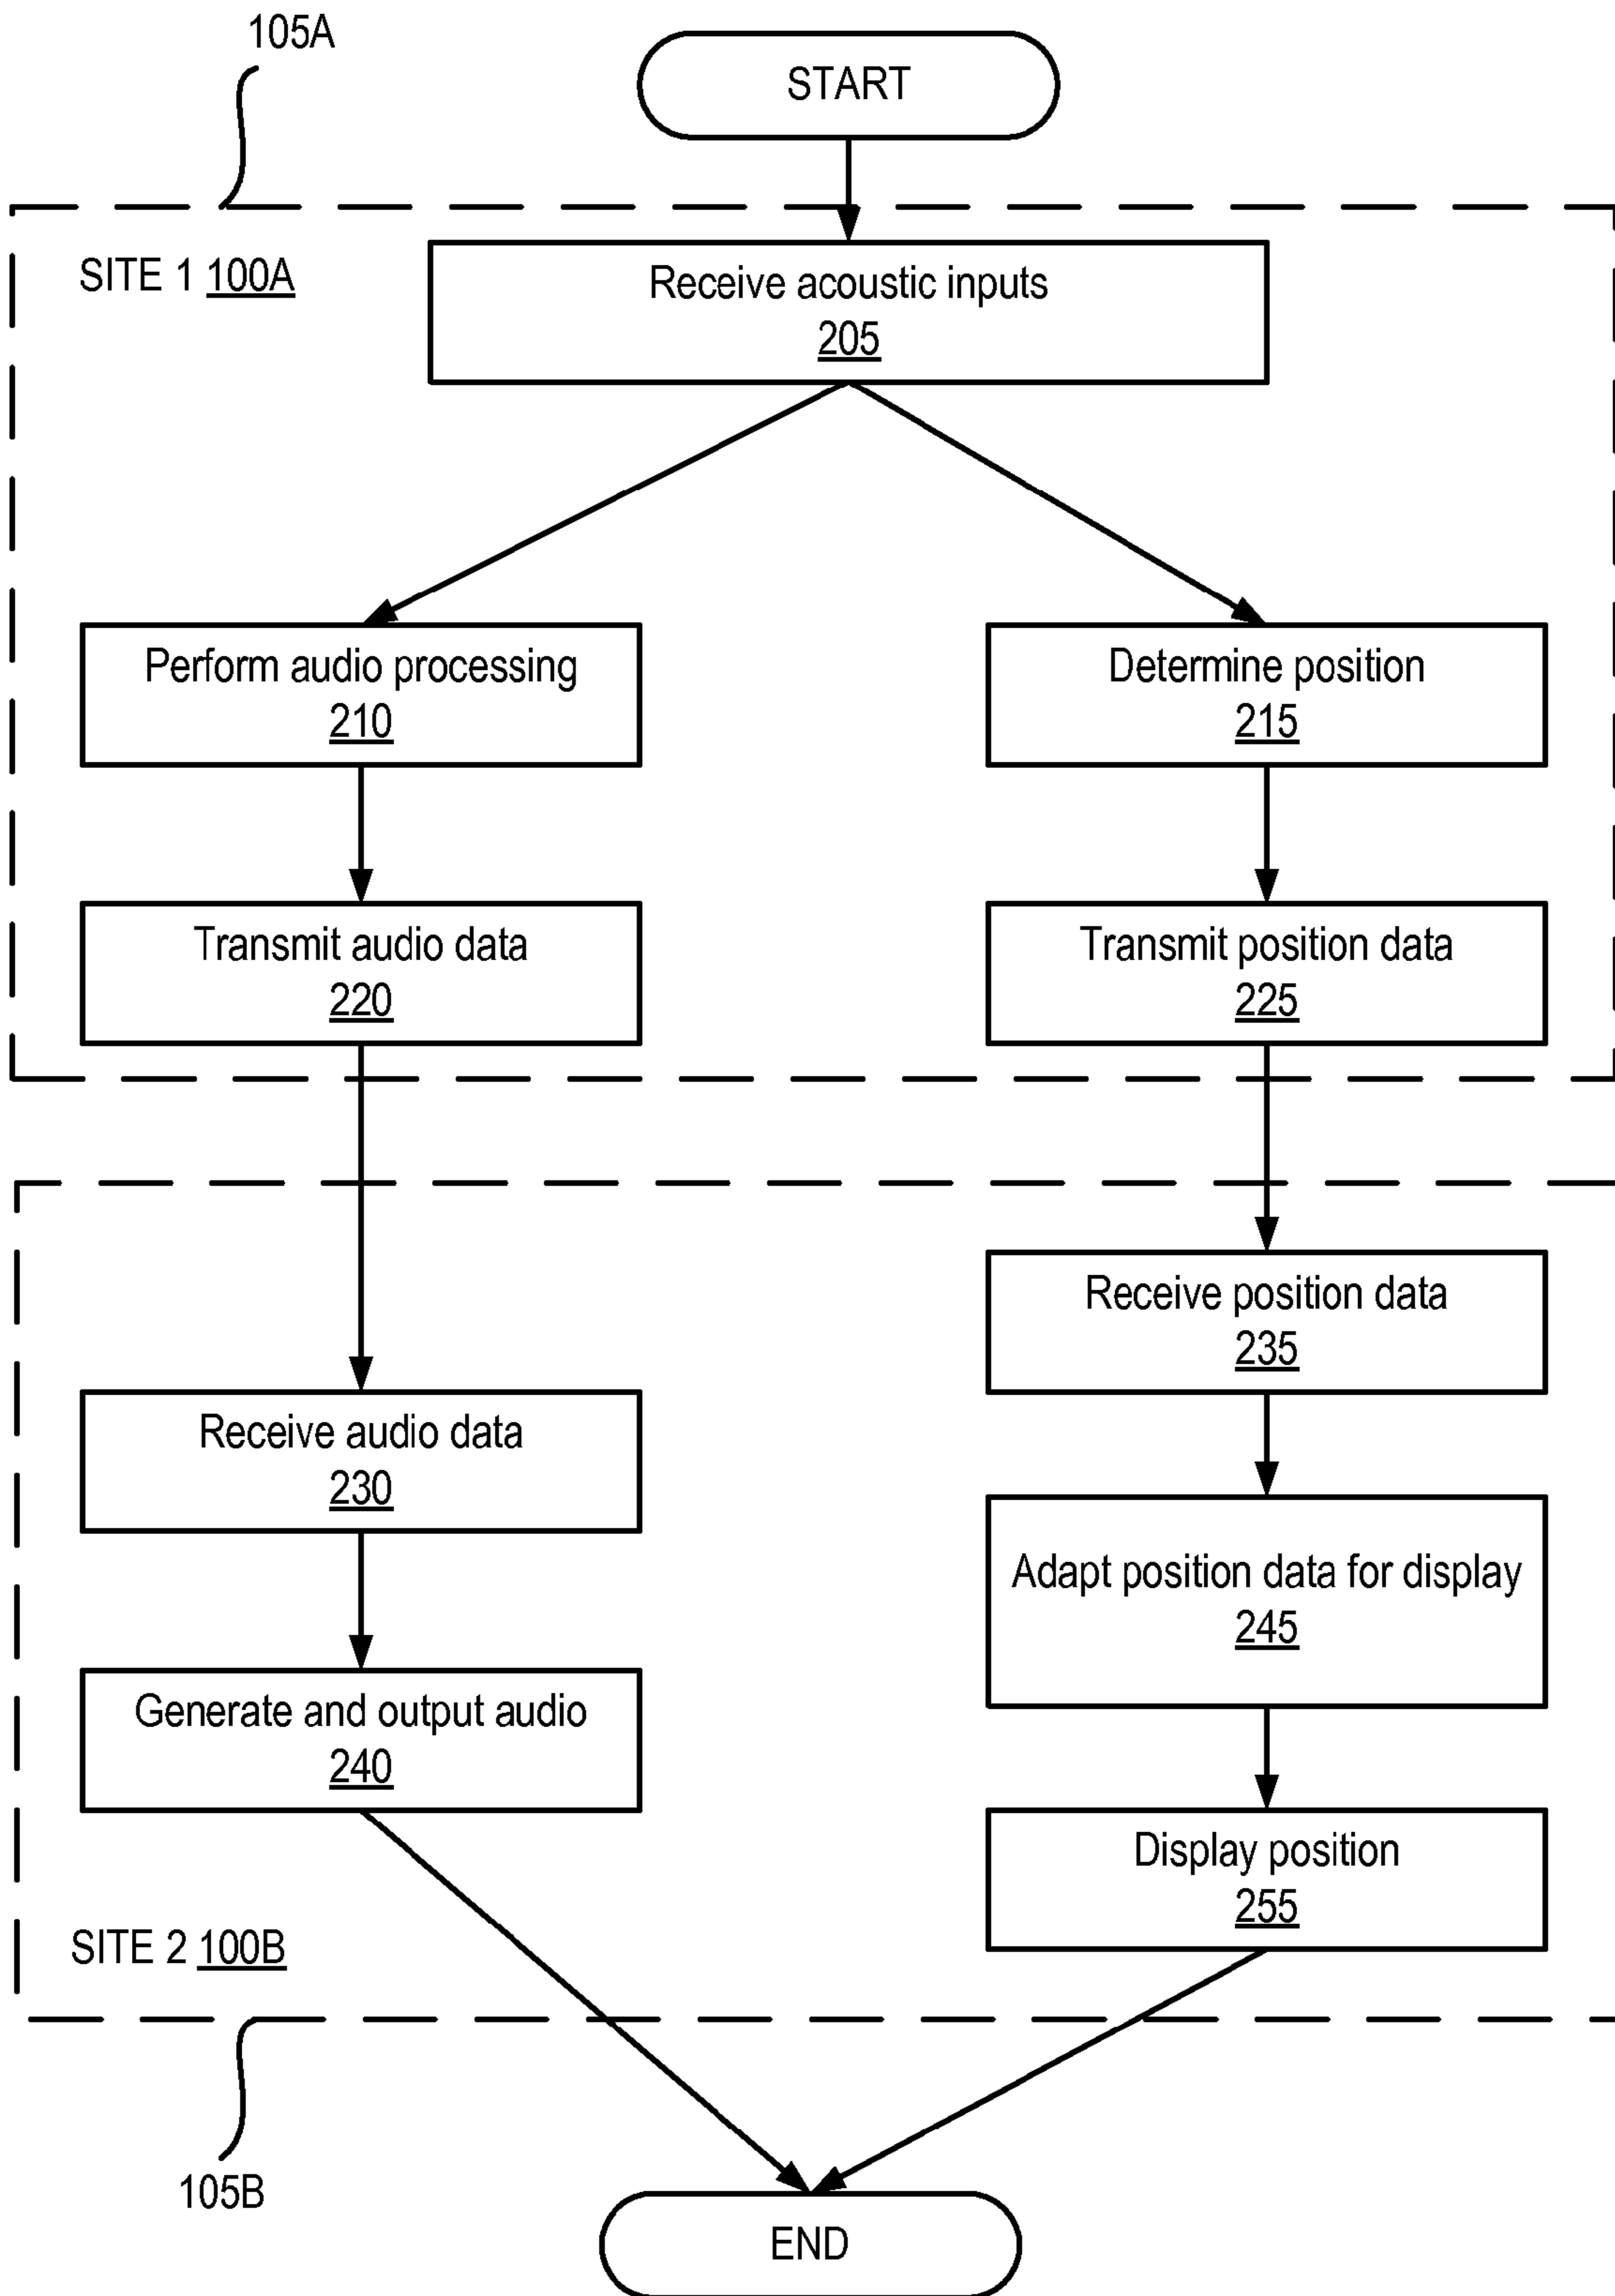 105A
START
SITE 1 100A
Receive acoustic inputs
205
Perform audio processing
210
Determine position
215
Transmit audio data
220
Transmit position data
225
Receive position data
235
Receive audio data
230
Adapt position data for display
245
Generate and output audio
240
Display position
255
SITE 2 100B
105B
END